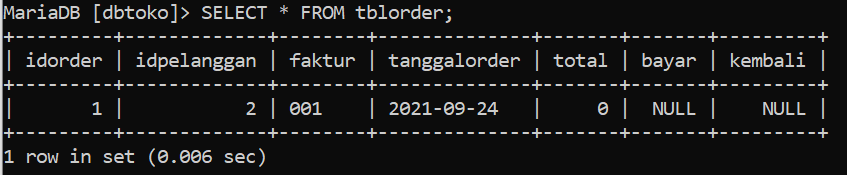 MariaDB [dbtoko]> SELECT * FROM tblorder;
+---------+-------------+--------+--------------+-------+-------+---------+
| idorder | idpelanggan | faktur | tanggalorder | total | bayar | kembali |
+---------+-------------+--------+--------------+-------+-------+---------+
|       1 |           2 | 001    | 2021-09-24   |     0 |  NULL |    NULL |
+---------+-------------+--------+--------------+-------+-------+---------+
1 row in set (0.006 sec)